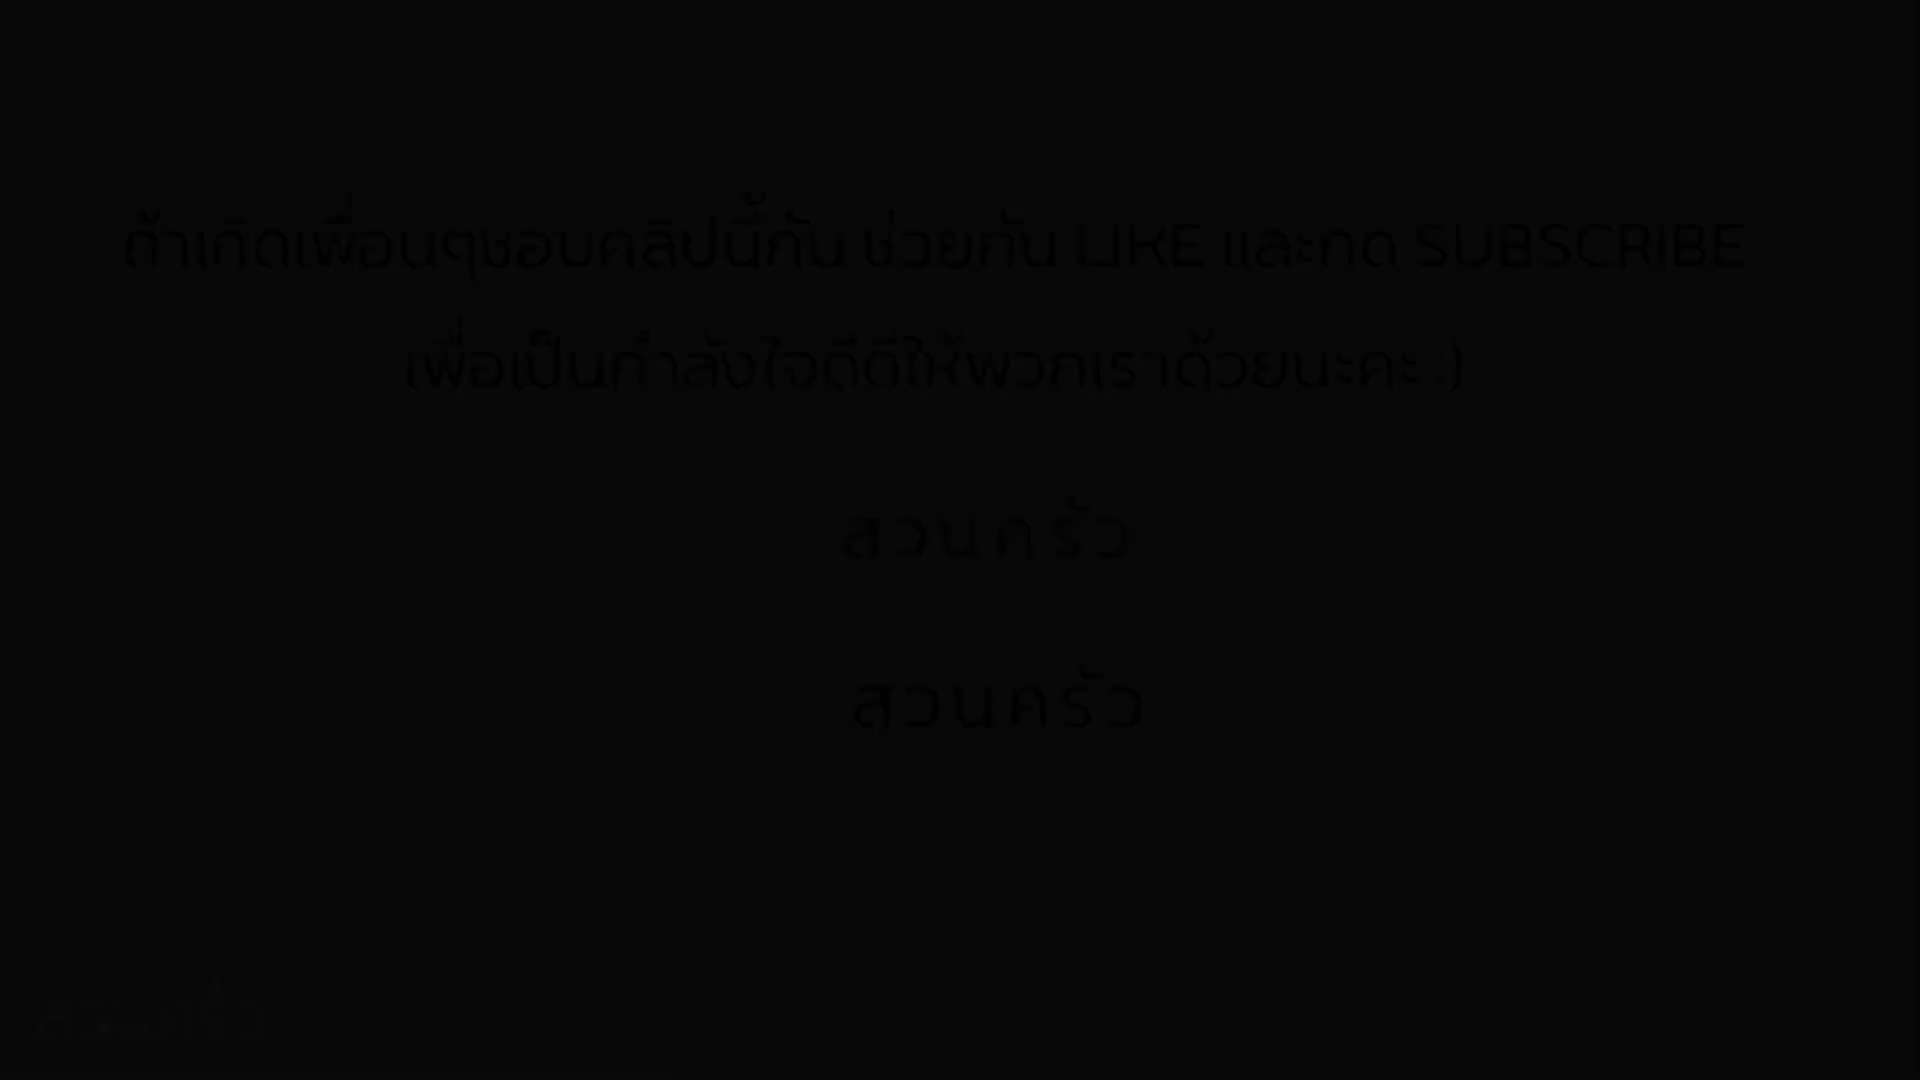 ถ้าเกิดเพื่อนๆชอบคลิปนี้กัน ช่วยกัน LIKE และกด SUBSCRIBE
เพื่อเป็นกำลังใจดีดีให้พวกเราด้วยนะคะ :)
สวนครัว
สวนครัว